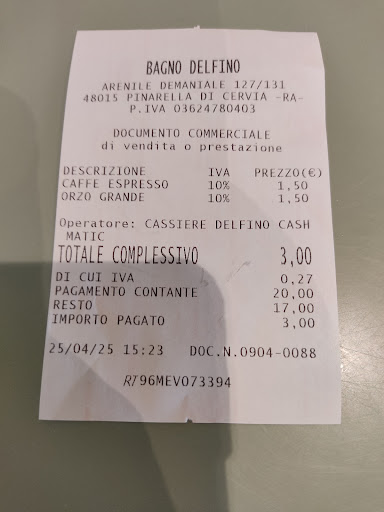 BAGNO DELFINO
ARENILE DEMANIALE 127/131
48015 PINARELLA DI CERVIA -RA-
P.IVA 03624780403
DOCUMENTO COMMERCIALE
di vendita o prestazione
DESCRIZIONE IVA PREZZO(€)
CAFFE ESPRESSO 10% 1,50
ORZO GRANDE 10% 1,50
Operatore: CASSIERE DELFINO CASH
MATIC
TOTALE COMPLESSIVO 3,00
DI CUI IVA 0,27
PAGAMENTO CONTANTE 20,00
RESTO 17,00
IMPORTO PAGATO 3,00
25/04/25 15:23 DOC.N.0904-0088
RT96MEV073394